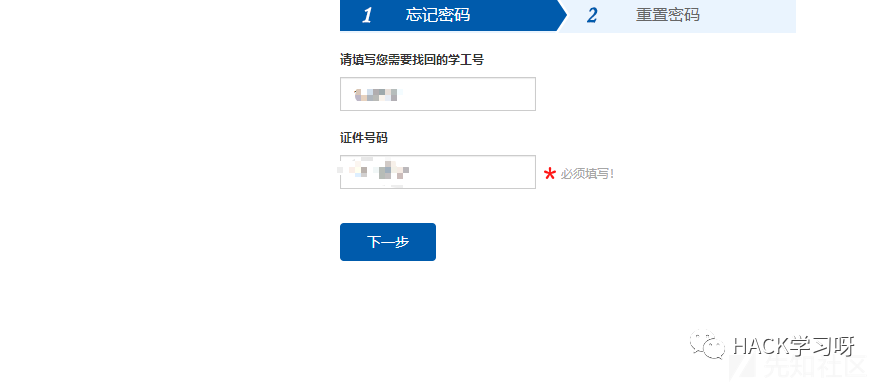 1 忘记密码 2 重置密码
请填写您需要找回的学工号
证件号码
* 必须填写!
下一步
HACK学习呀
先知社区